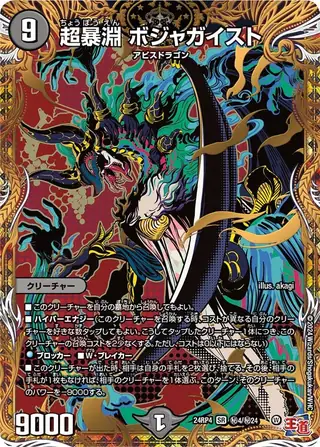 9
ちょうぼうえん
超暴淵 ボジャガイスト
アビスドラゴン
illus. akagi
クリーチャー
■このクリーチャーを自分の墓地から召喚してもよい。
■ハイパーエナジー(このクリーチャーを召喚する時、コストが異なる自分のクリー
チャーを好きな数タップしてもよい。こうしてタップしたクリーチャー1体につき、こ
のクリーチャーの召喚コストを2少なくする。ただし、コストは0以下にはならない)
ブロッカー ■W・ブレイカー
■このクリーチャーが出た時、相手は自身の手札を2枚選び、捨てる。その後、相手の
手札が1枚もなければ、相手のクリーチャーを1体選ぶ。このターン、そのクリーチャー
のパワーを-9000する。
9000
24RP4 SR 秘4/秘24
王道